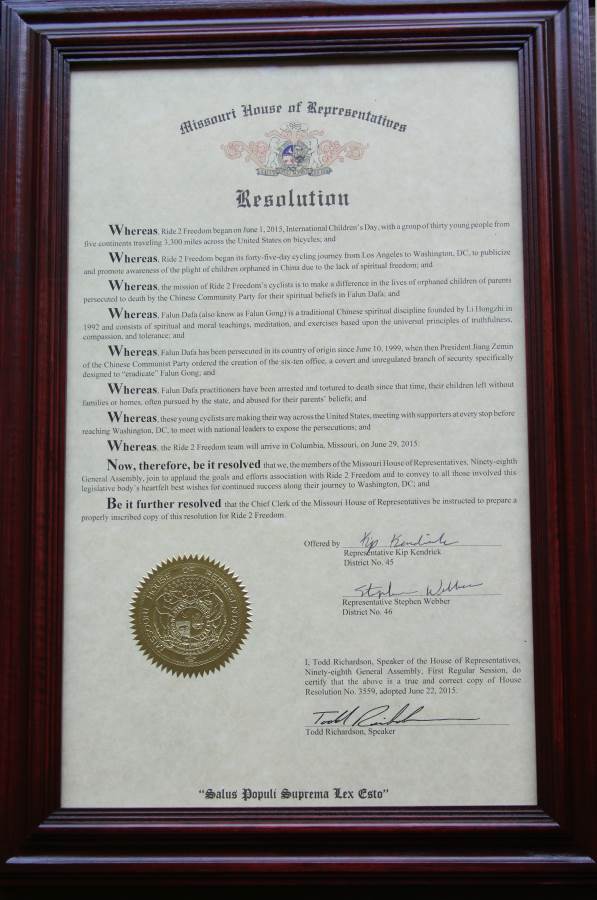 Missouri House of Representatives
Resolution
Whereas, Ride 2 Freedom began on June 1, 2015, International Children's Day, with a group of thirty young people from
five continents traveling 3,300 miles across the United States on bicycles; and
Whereas, Ride 2 Freedom began its forty-five-day cycling journey from Los Angeles to Washington, DC, to publicize
and promote awareness of the plight of children orphaned in China due to the lack of spiritual freedom; and
Whereas, the mission of Ride 2 Freedom's cyclists is to make a difference in the lives of orphaned children of parents
persecuted to death by the Chinese Community Party for their spiritual beliefs in Falun Dafa; and
Whereas, Falun Dafa (also know as Falun Gong) is a traditional Chinese spiritual discipline founded by Li Hongzhi in
1992 and consists of spiritual and moral teachings, meditation, and exercises based upon the universal principles of truthfulness,
compassion, and tolerance; and
Whereas, Falun Dafa has been persecuted in its country of origin since June 10, 1999, when then President Jiang Zemin
of the Chinese Communist Party ordered the creation of the six-ten office, a covert and unregulated branch of security specifically
designed to "eradicate" Falun Gong; and
Whereas, Falun Dafa practitioners have been arrested and tortured to death since that time, their children left without
families or homes, often pursued by the state, and abused for their parents' beliefs; and
Whereas, these young cyclists are making their way across the United States, meeting with supporters at every stop before
reaching Washington, DC, to meet with national leaders to expose the persecutions; and
Whereas, the Ride 2 Freedom team will arrive in Columbia, Missouri, on June 29, 2015:
Now, therefore, be it resolved that we, the members of the Missouri House of Representatives, Ninety-eighth
General Assembly, join to applaud the goals and efforts association with Ride 2 Freedom and to convey to all those involved this
legislative body's heartfelt best wishes for continued success along their journey to Washington, DC; and
Be it further resolved that the Chief Clerk of the Missouri House of Representatives be instructed to prepare a
properly inscribed copy of this resolution for Ride 2 Freedom.
Offered by Kip Kendrick
Representative Kip Kendrick
District No. 45
Stephen Webber
Representative Stephen Webber
District No. 46
MISSOURI HOUSE OF REPRESENTATIVES
I, Todd Richardson, Speaker of the House of Representatives,
Ninety-eighth General Assembly, First Regular Session, do
certify that the above is a true and correct copy of House
Resolution No. 3559, adopted June 22, 2015.
Todd Richardson
Todd Richardson, Speaker
"Salus Populi Suprema Lex Esto"